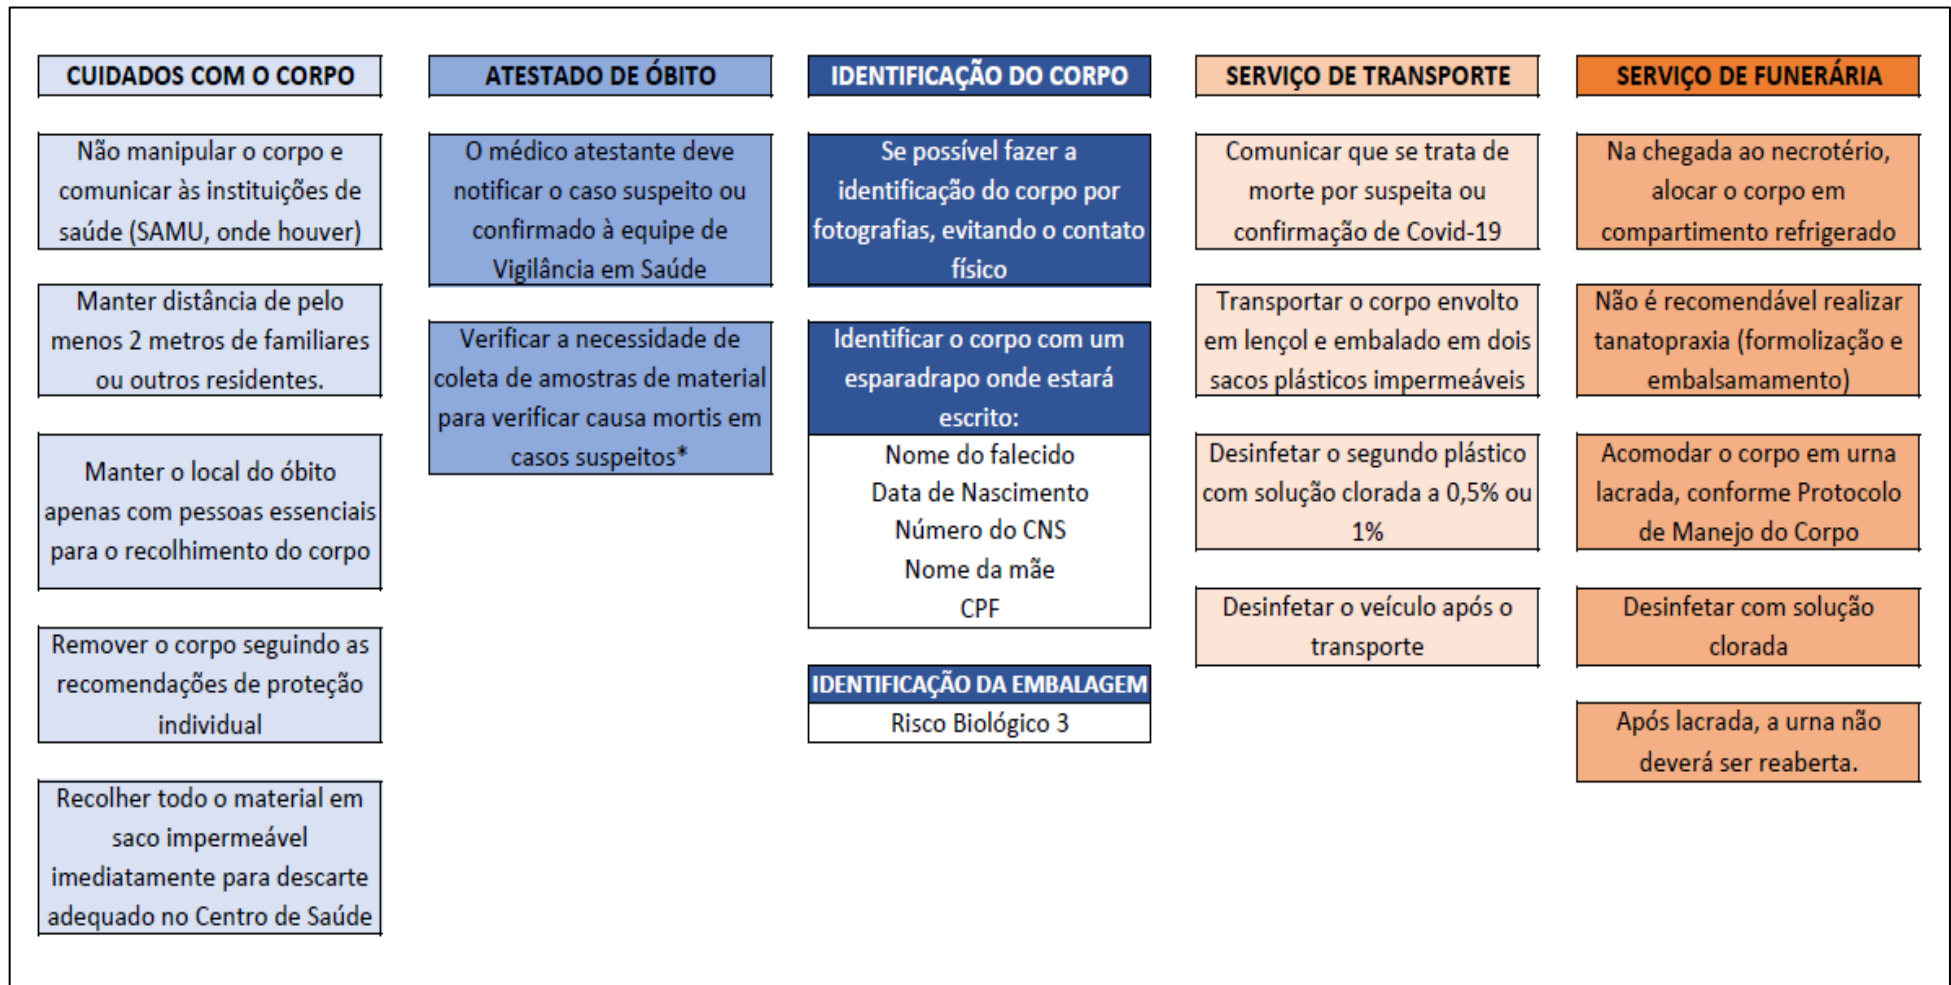 CUIDADOS COM O CORPO
Não manipular o corpo e
comunicar às instituições de
saúde (SAMU, onde houver)
Manter distância de pelo
menos 2 metros de familiares
ou outros residentes.
Manter o local do óbito
apenas com pessoas essenciais
para o recolhimento do corpo
Remover o corpo seguindo as
recomendações de proteção
individual
Recolher todo o material em
saco impermeável
imediatamente para descarte
adequado no Centro de Saúde
ATESTADO DE ÓBITO
O médico atestante deve
notificar o caso suspeito ou
confirmado à equipe de
Vigilância em Saúde
Verificar a necessidade de
coleta de amostras de material
para verificar causa mortis em
casos suspeitos*
IDENTIFICAÇÃO DO CORPO
Se possível fazer a
identificação do corpo por
fotografias, evitando o contato
físico
Identificar o corpo com um
esparadrapo onde estará
escrito:
Nome do falecido
Data de Nascimento
Número do CNS
Nome da mãe
CPF
IDENTIFICAÇÃO DA EMBALAGEM
Risco Biológico 3
SERVIÇO DE TRANSPORTE
Comunicar que se trata de
morte por suspeita ou
confirmação de Covid-19
Transportar o corpo envolto
em lençol e embalado em dois
sacos plásticos impermeáveis
Desinfetar o segundo plástico
com solução clorada a 0,5% ou
1%
Desinfetar o veículo após o
transporte
SERVIÇO DE FUNERÁRIA
Na chegada ao necrotério,
alocar o corpo em
compartimento refrigerado
Não é recomendável realizar
tanatopraxia (formolização e
embalsamamento)
Acomodar o corpo em urna
lacrada, conforme Protocolo
de Manejo do Corpo
Desinfetar com solução
clorada
Após lacrada, a urna não
deverá ser reaberta.